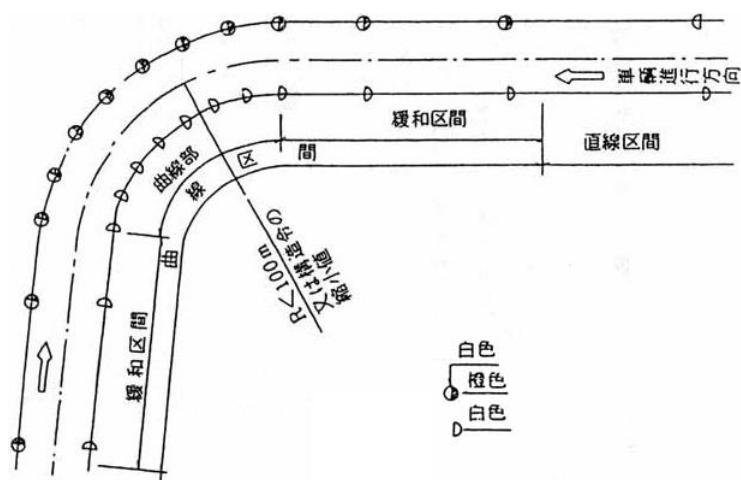 車輌進行方向
緩和区間
直線区間
曲線部
曲線区間
R<100m
又は構造令の
縮小値
緩和区間
白色
橙色
白色